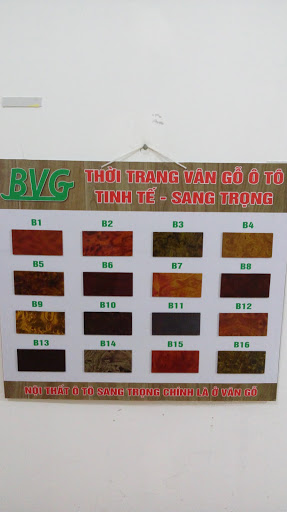 BVG
THỜI TRANG VÂN GỖ Ô TÔ
TINH TẾ - SANG TRỌNG
B1 B2 B3 B4
B5 B6 B7 B8
B9 B10 B11 B12
B13 B14 B15 B16
NỘI THẤT Ô TÔ SANG TRỌNG CHÍNH LÀ Ở VÂN GỖ